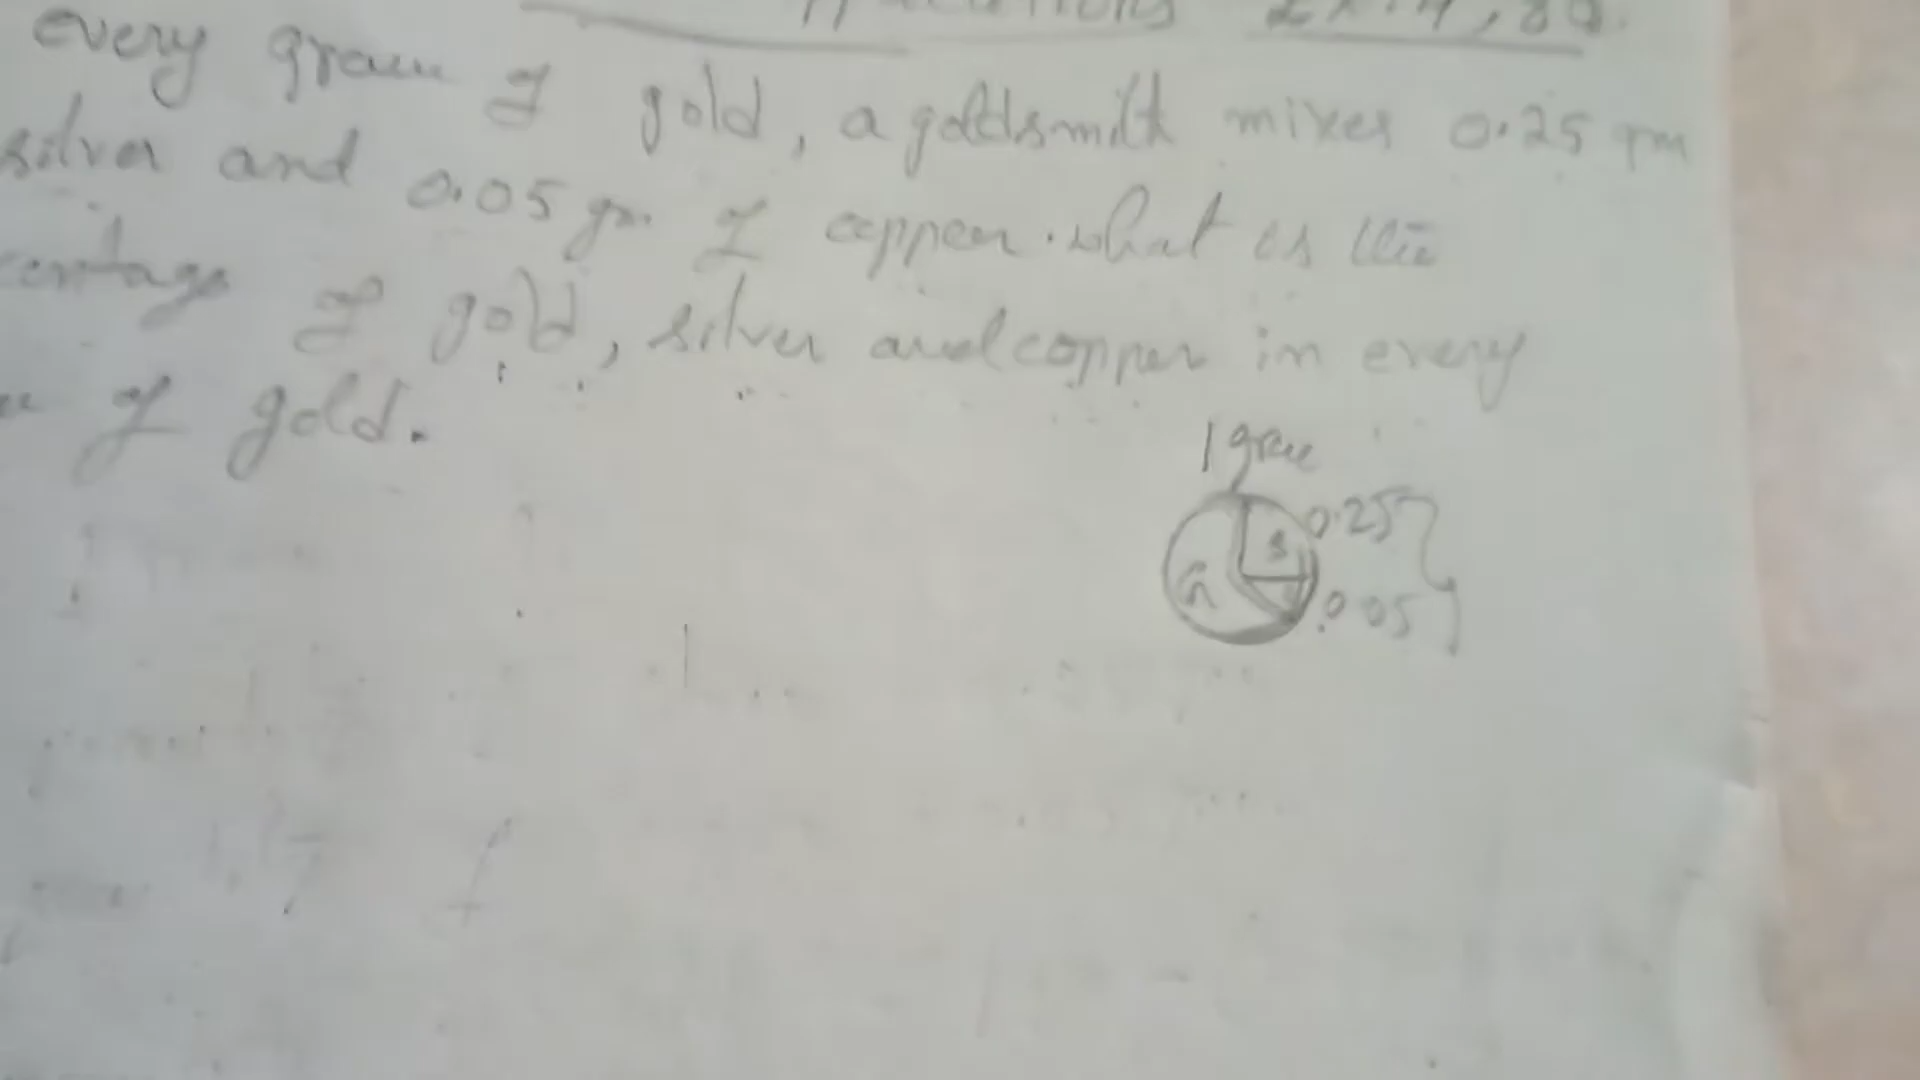 every gram of gold, a goldsmith mixes 0.25 gm
silver and 0.05 gm of copper. what is the
centage of gold, silver and copper in every
of gold.
1 gram
0.25
S
G
0.05